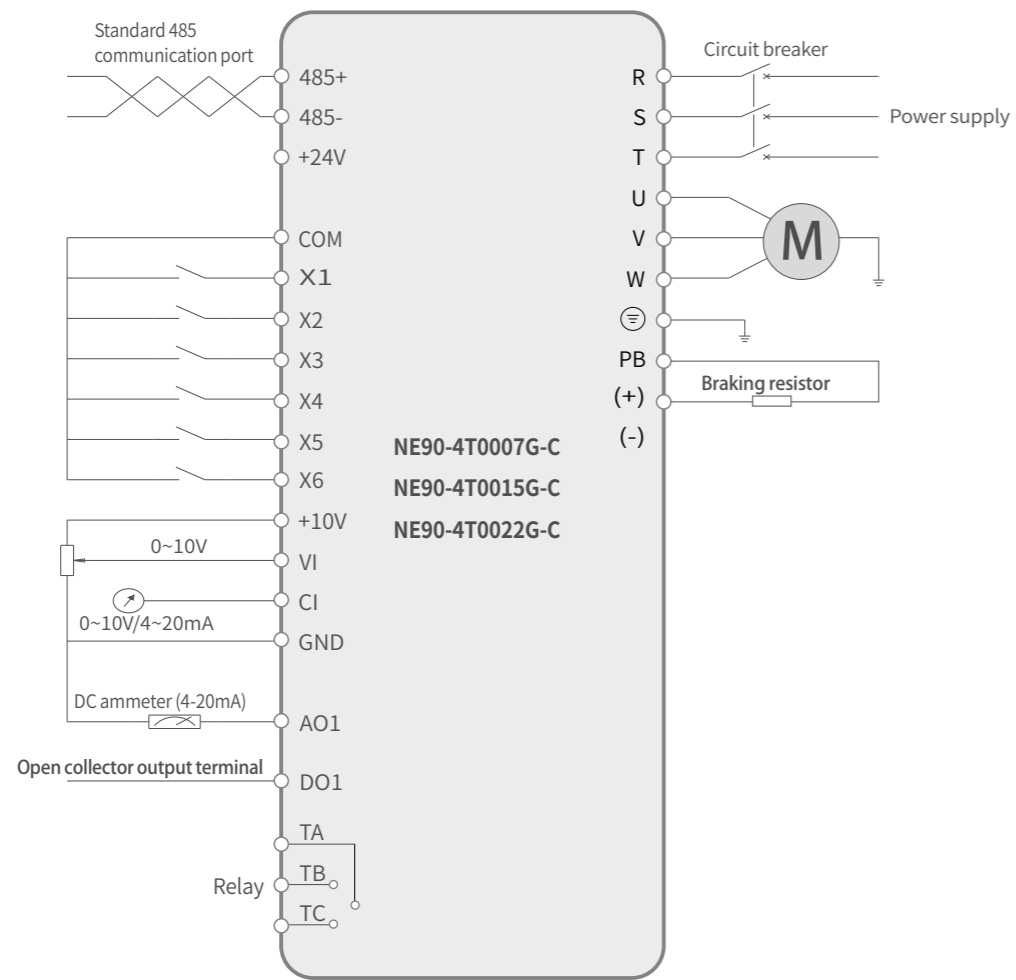 Standard 485
communication port
485+
485-
+24V
COM
X1
X2
X3
X4
X5
X6
+10V
0~10V
VI
CI
0~10V/4~20mA
GND
DC ammeter (4-20mA)
AO1
Open collector output terminal
DO1
TA
Relay
TB
TC
NE90-4T0007G-C
NE90-4T0015G-C
NE90-4T0022G-C
Circuit breaker
R
S
Power supply
T
U
V
M
W
PB
Braking resistor
(+)
(-)